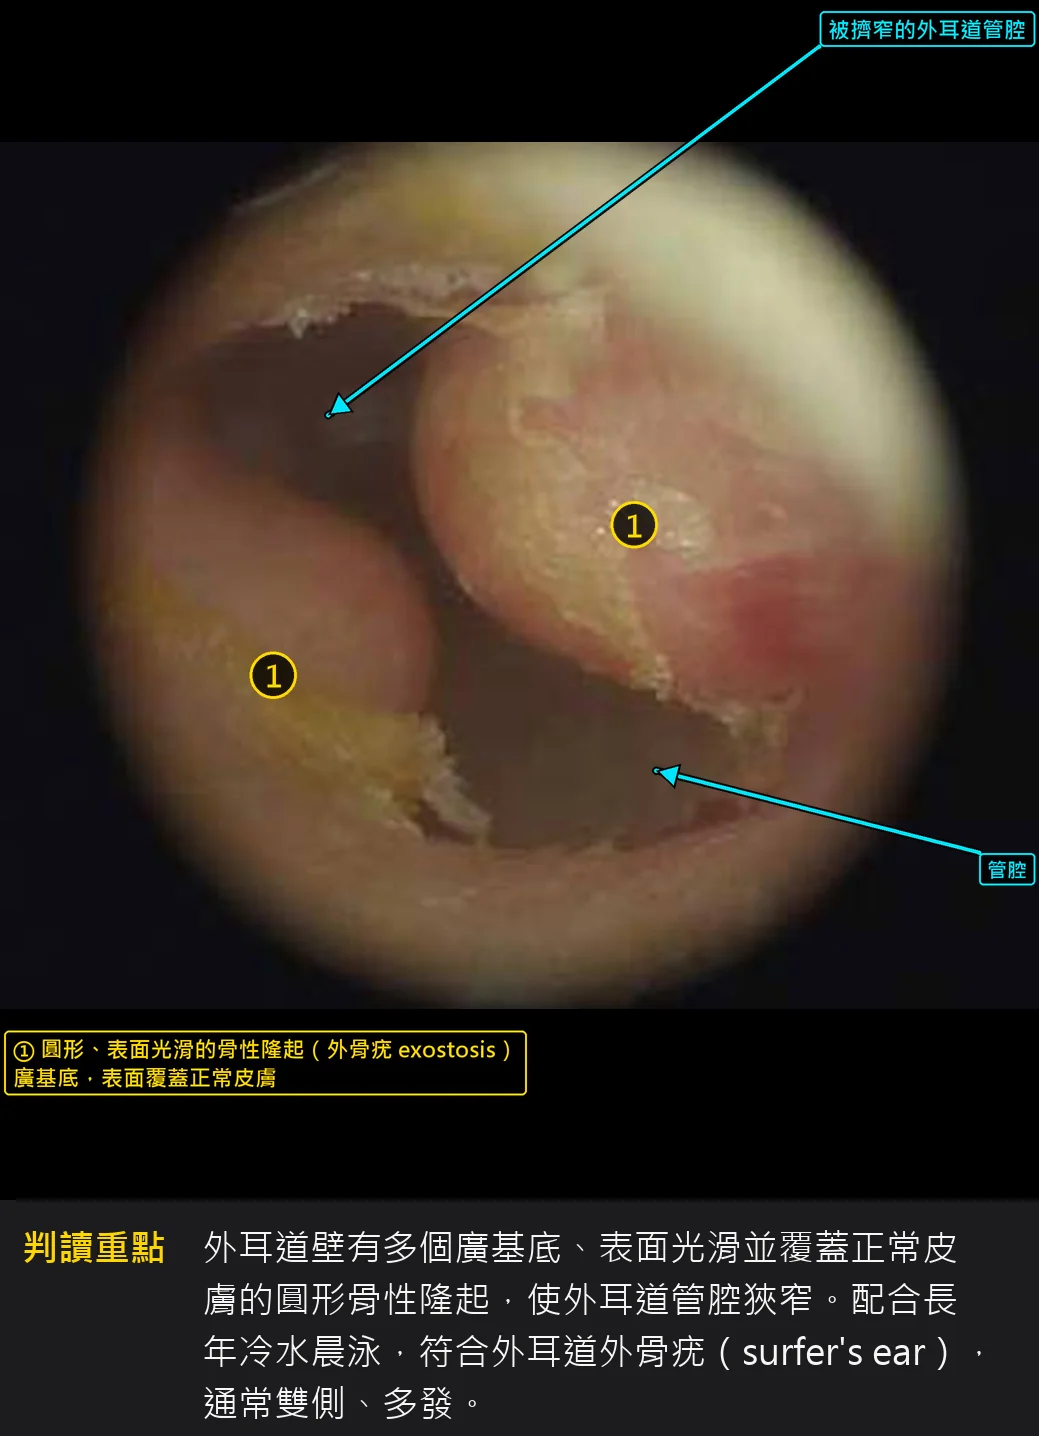 被擠窄的外耳道管腔
1
1
管腔
① 圓形、表面光滑的骨性隆起（外骨疣 exostosis）
廣基底，表面覆蓋正常皮膚
判讀重點
外耳道壁有多個廣基底、表面光滑並覆蓋正常皮
膚的圓形骨性隆起，使外耳道管腔狹窄。配合長
年冷水晨泳，符合外耳道外骨疣（surfer's ear），
通常雙側、多發。